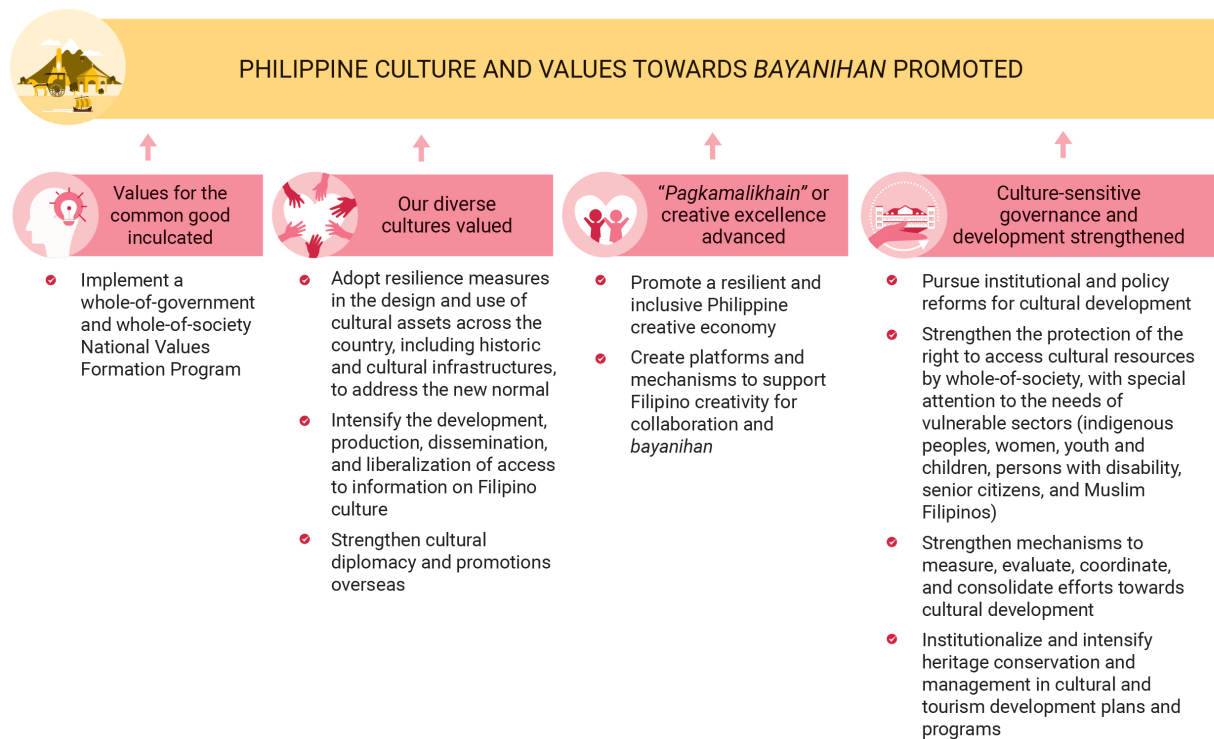 PHILIPPINE CULTURE AND VALUES TOWARDS BAYANIHAN PROMOTED
Values for the
common good
inculcated
Implement a
whole-of-government
and whole-of-society
National Values
Formation Program
Our diverse
cultures valued
Adopt resilience measures
in the design and use of
cultural assets across the
country, including historic
and cultural infrastructures,
to address the new normal
Intensify the development,
production, dissemination,
and liberalization of access
to information on Filipino
culture
Strengthen cultural
diplomacy and promotions
overseas
“Pagkamalikhain” or
creative excellence
advanced
Promote a resilient and
inclusive Philippine
creative economy
Create platforms and
mechanisms to support
Filipino creativity for
collaboration and
bayanihan
Culture-sensitive
governance and
development strengthened
Pursue institutional and policy
reforms for cultural development
Strengthen the protection of the
right to access cultural resources
by whole-of-society, with special
attention to the needs of
vulnerable sectors (indigenous
peoples, women, youth and
children, persons with disability,
senior citizens, and Muslim
Filipinos)
Strengthen mechanisms to
measure, evaluate, coordinate,
and consolidate efforts towards
cultural development
Institutionalize and intensify
heritage conservation and
management in cultural and
tourism development plans and
programs